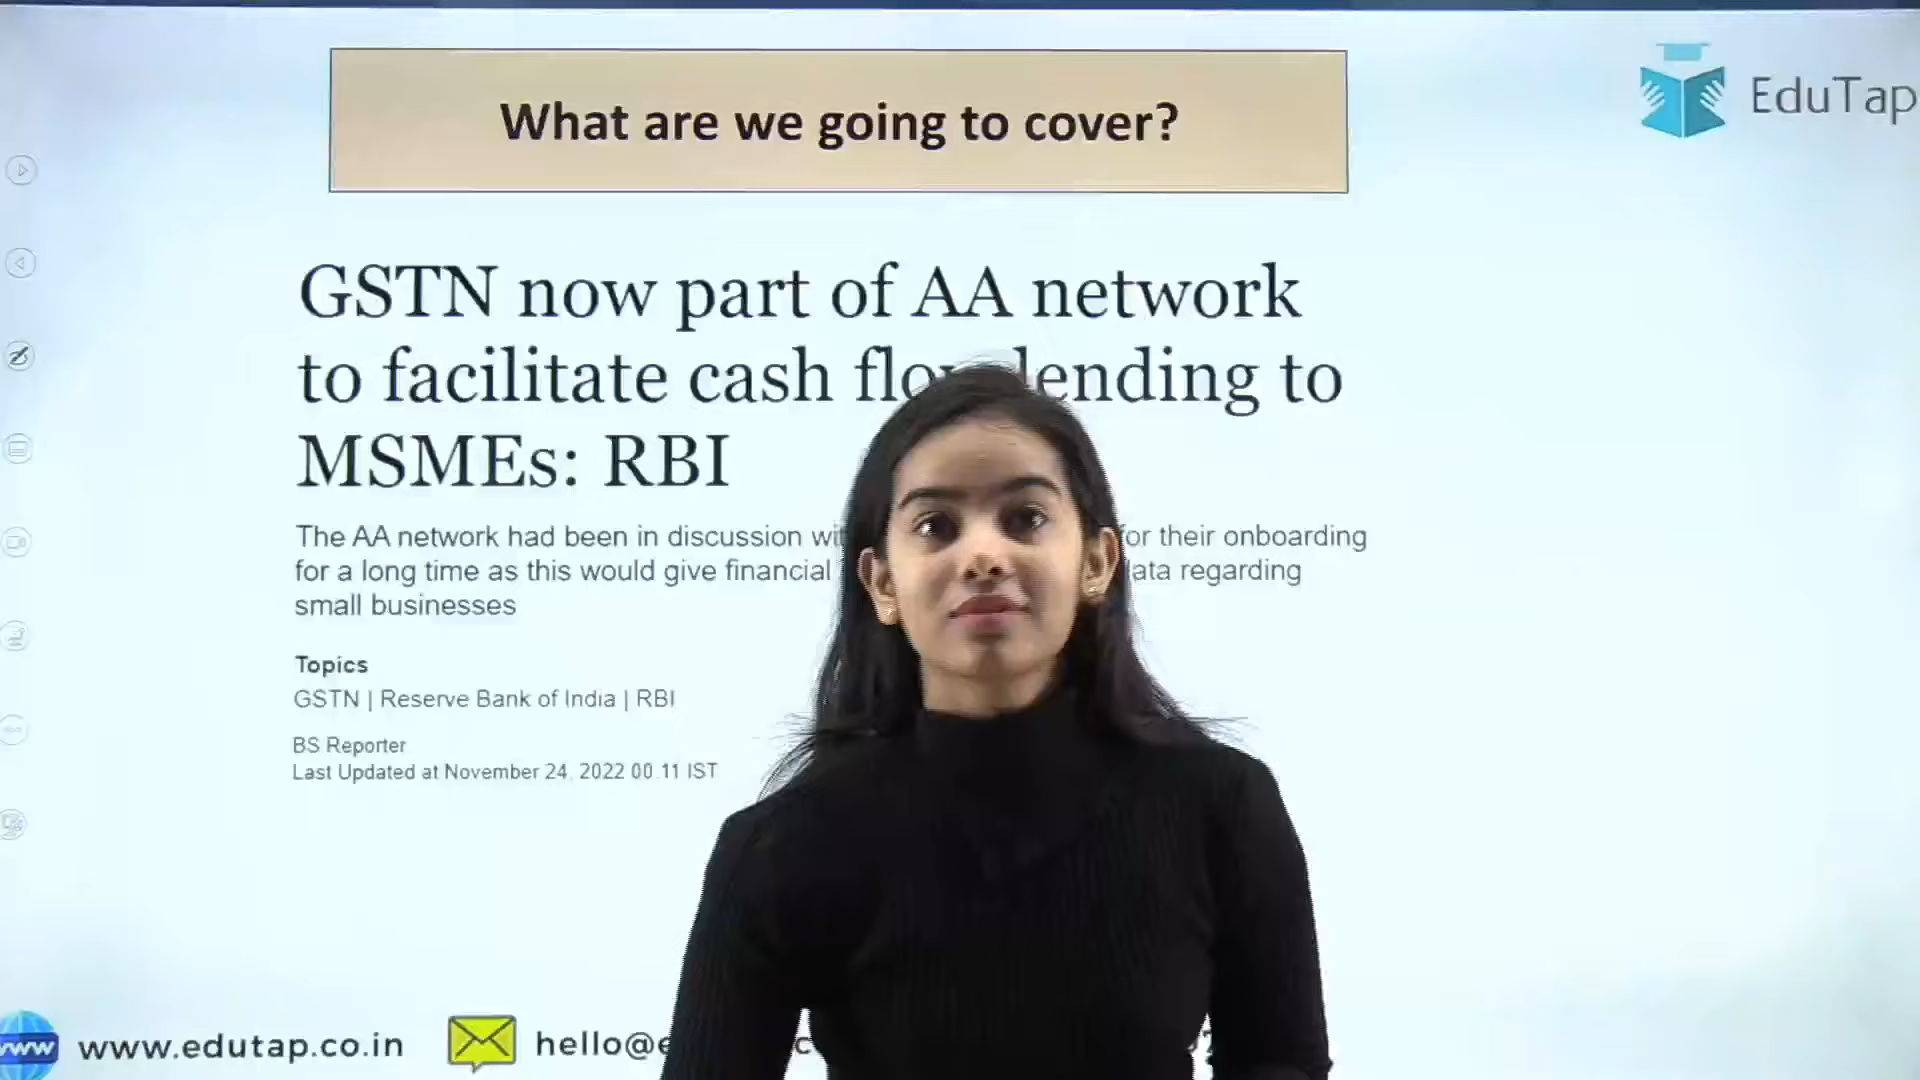 What are we going to cover?
EduTap
GSTN now part of AA network
to facilitate cash flow lending to
MSMEs: RBI
The AA network had been in discussion for their onboarding
for a long time as this would give financial data regarding
small businesses
Topics
GSTN | Reserve Bank of India | RBI
BS Reporter
Last Updated at November 24, 2022 00:11 IST
www www.edutap.co.in hello@e